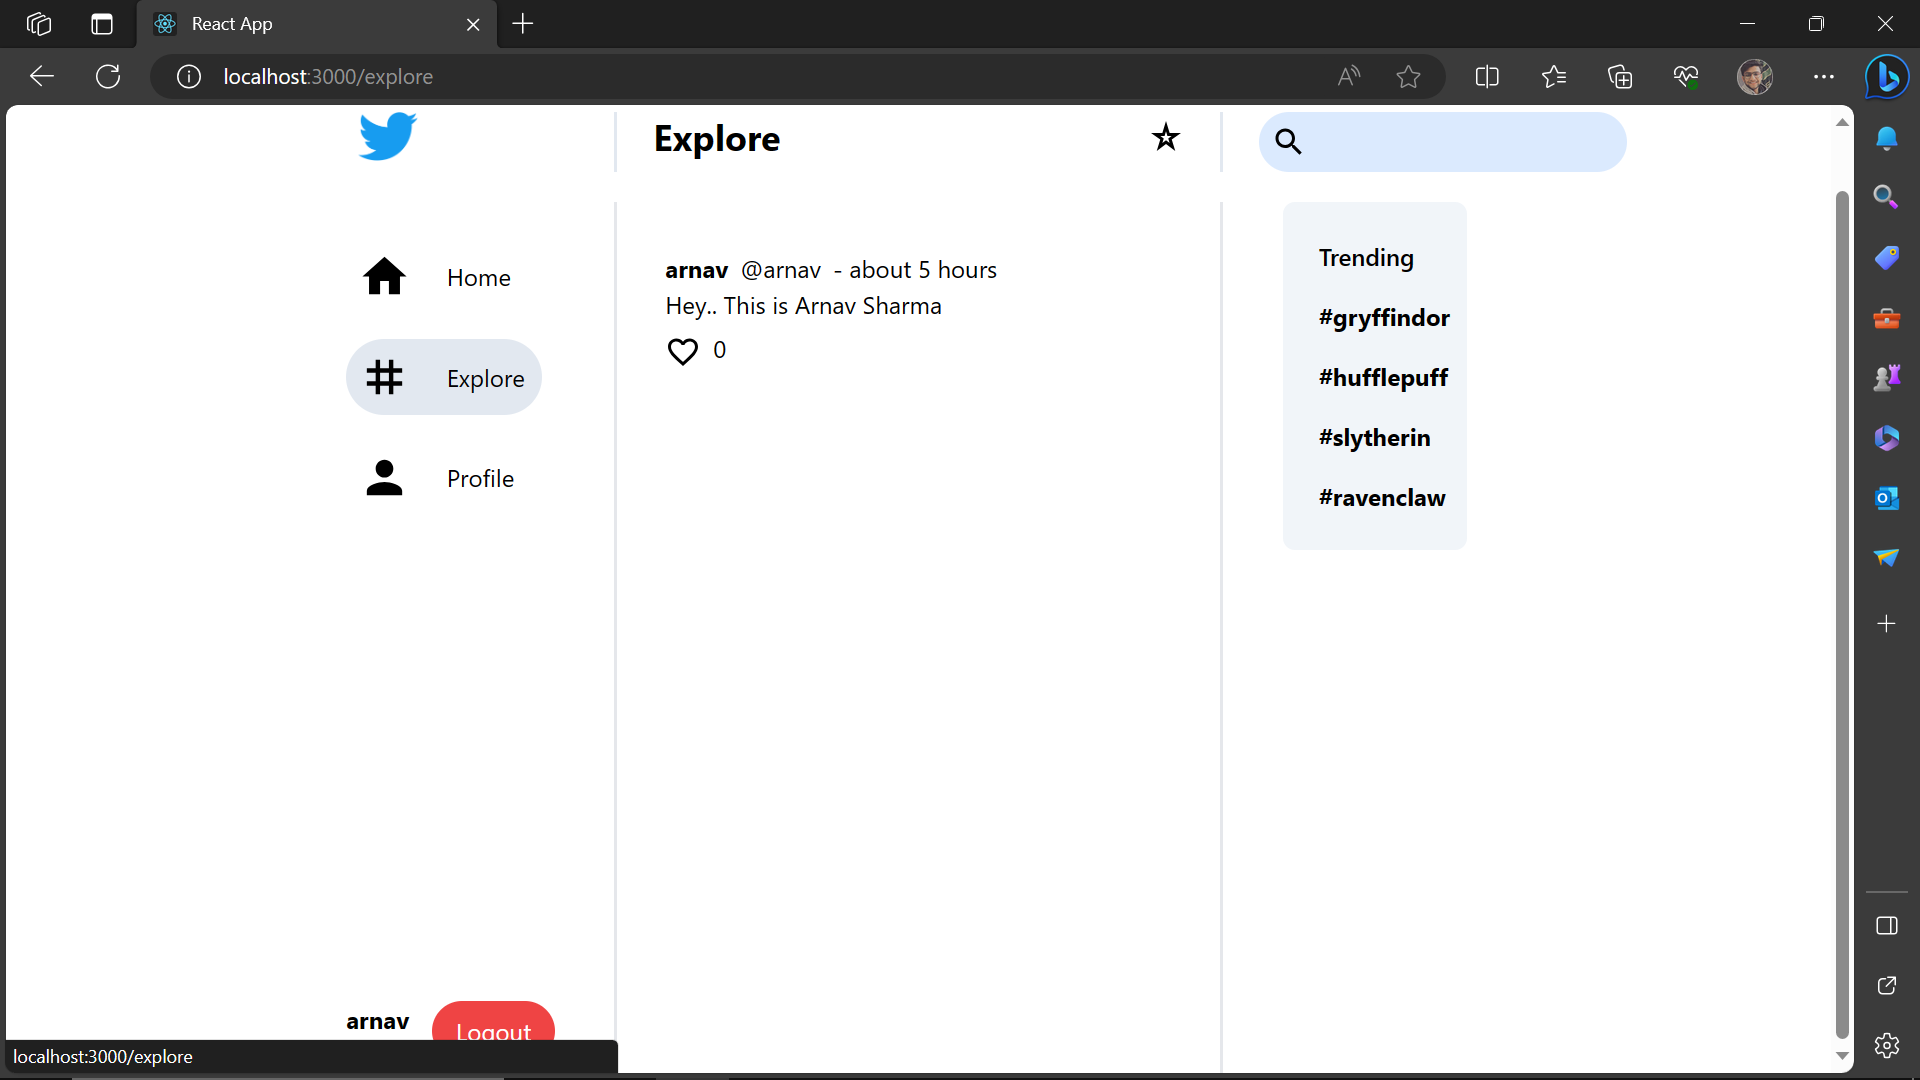 React App
localhost:3000/explore
Explore
Home
Explore
Profile
arnav @arnav - about 5 hours
Hey.. This is Arnav Sharma
0
Trending
#gryffindor
#hufflepuff
#slytherin
#ravenclaw
arnav
Logout
localhost:3000/explore